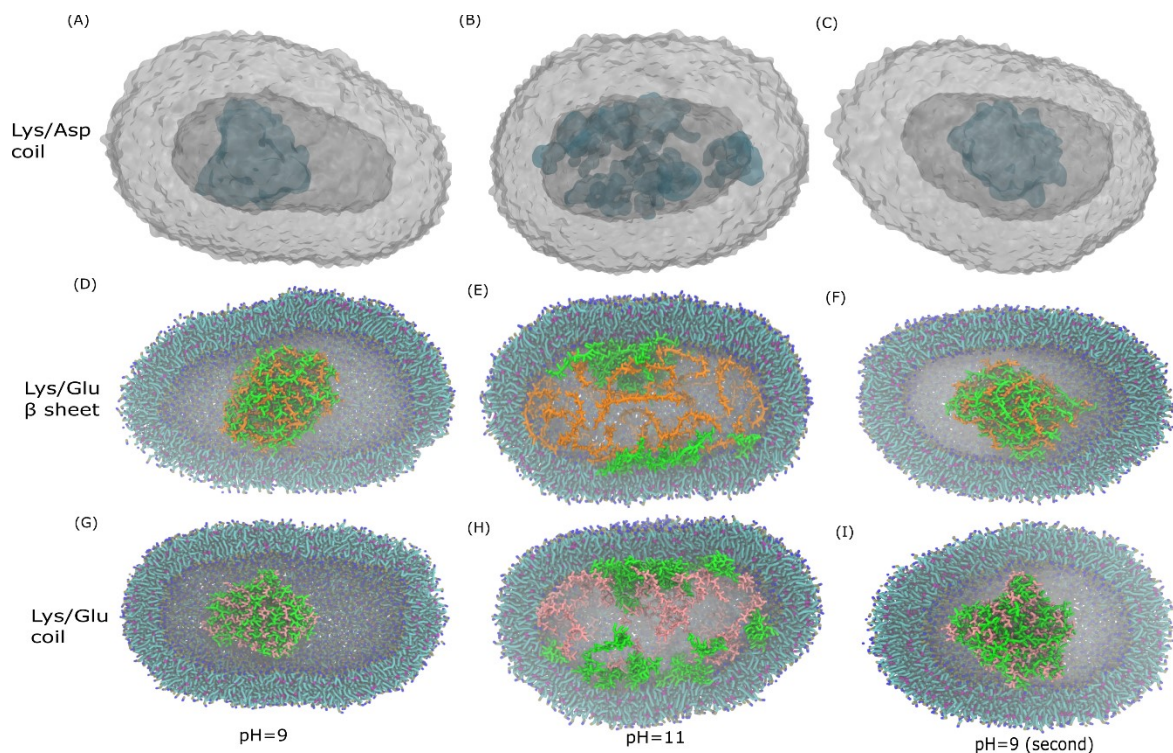 (A)
(B)
(C)
Lys/Asp
coil
(D)
(E)
(F)
Lys/Glu
β sheet
(G)
(H)
(I)
Lys/Glu
coil
pH=9
pH=11
pH=9 (second)